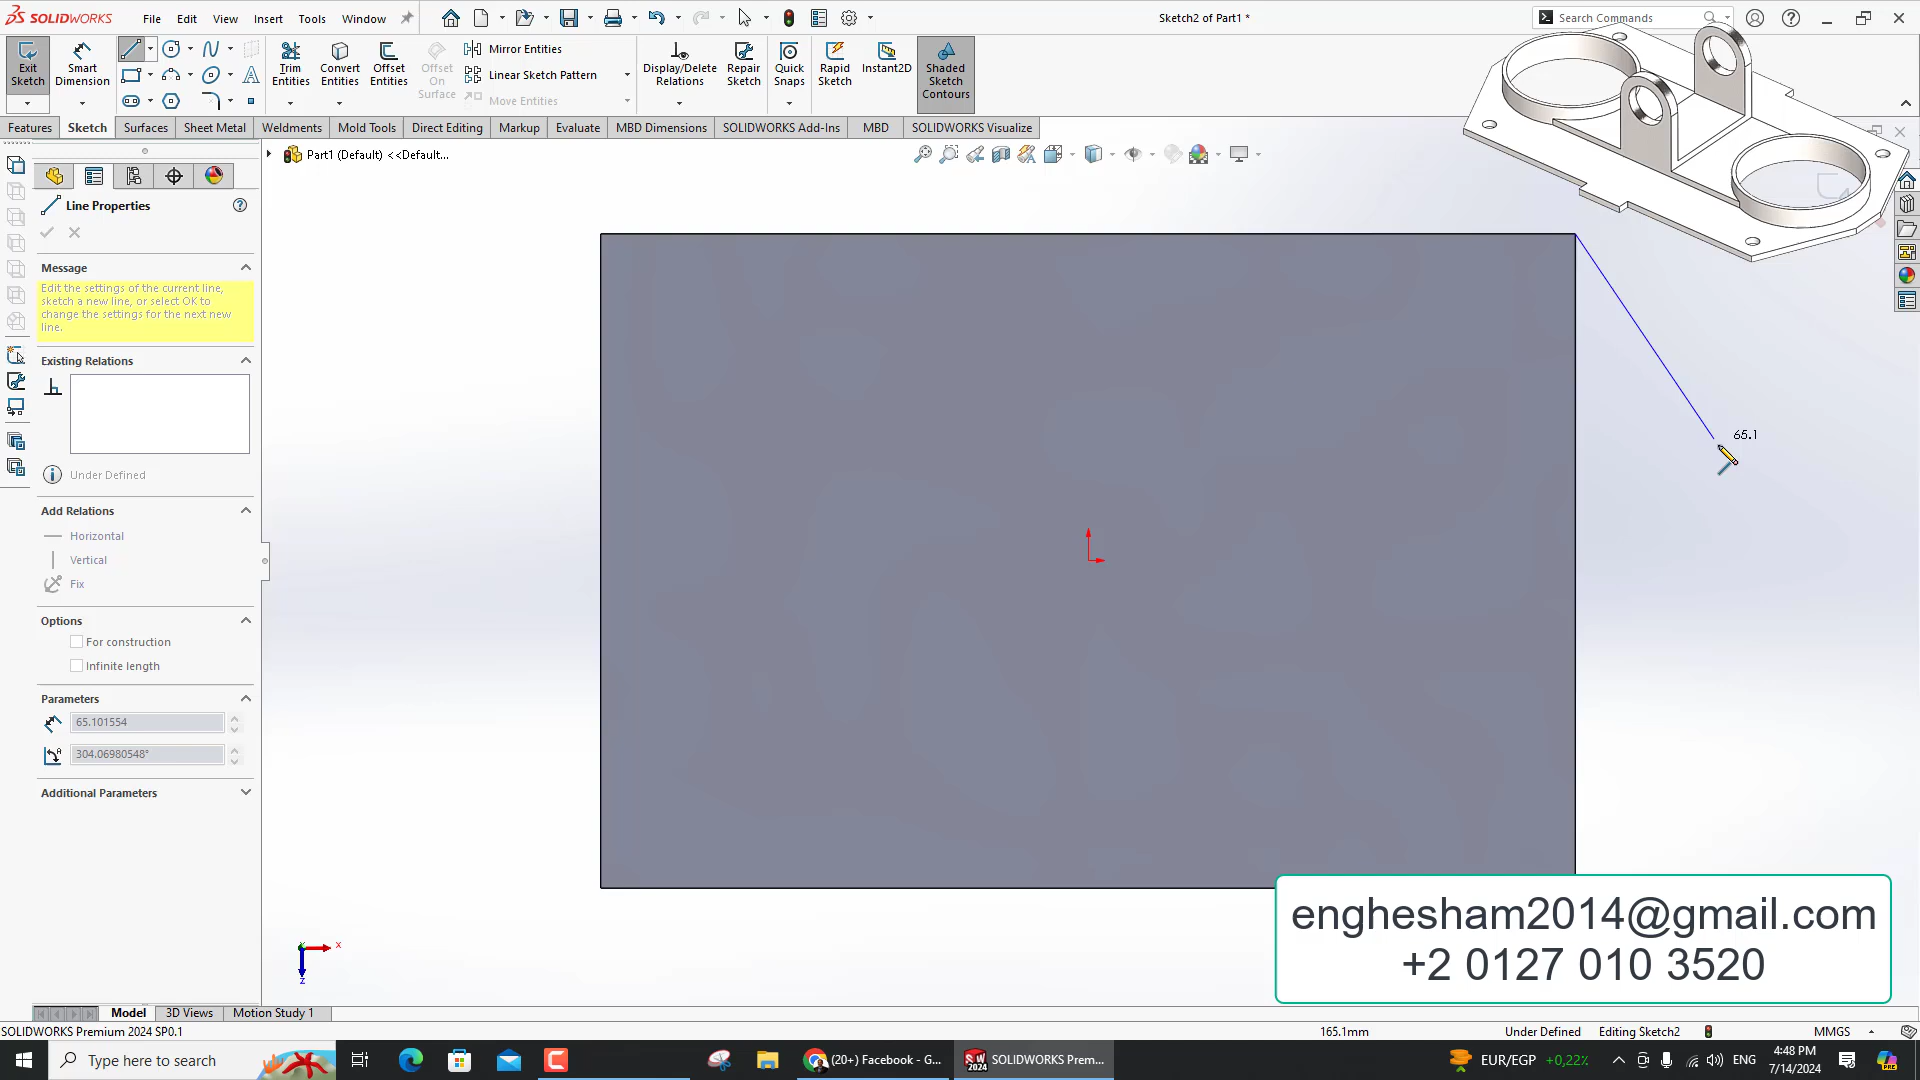 SOLIDWORKS File Edit View Insert Tools Window Sketch2 of Part1 * Search Commands
Exit Sketch
Smart Dimension
Trim Entities
Convert Entities
Offset Entities
Offset On Surface
Mirror Entities
Linear Sketch Pattern
Move Entities
Display/Delete Relations
Repair Sketch
Quick Snaps
Rapid Sketch
Instant2D
Shaded Sketch Contours
Features Sketch Surfaces Sheet Metal Weldments Mold Tools Direct Editing Markup Evaluate MBD Dimensions SOLIDWORKS Add-Ins MBD SOLIDWORKS Visualize
Part1 (Default) <<Default...
Line Properties
Message
Edit the settings of the current line,
sketch a new line, or select OK to
change the settings for the next new
line.
Existing Relations
Under Defined
Add Relations
Horizontal
Vertical
Fix
Options
For construction
Infinite length
Parameters
65.101554
304.06980548°
Additional Parameters
65.1
x
z
enghesham2014@gmail.com
+2 0127 010 3520
Model 3D Views Motion Study 1
SOLIDWORKS Premium 2024 SP0.1 165.1mm Under Defined Editing Sketch2 MMGS
Type here to search (20+) Facebook - G... SOLIDWORKS Prem... EUR/EGP +0,22% ENG 4:48 PM
7/14/2024